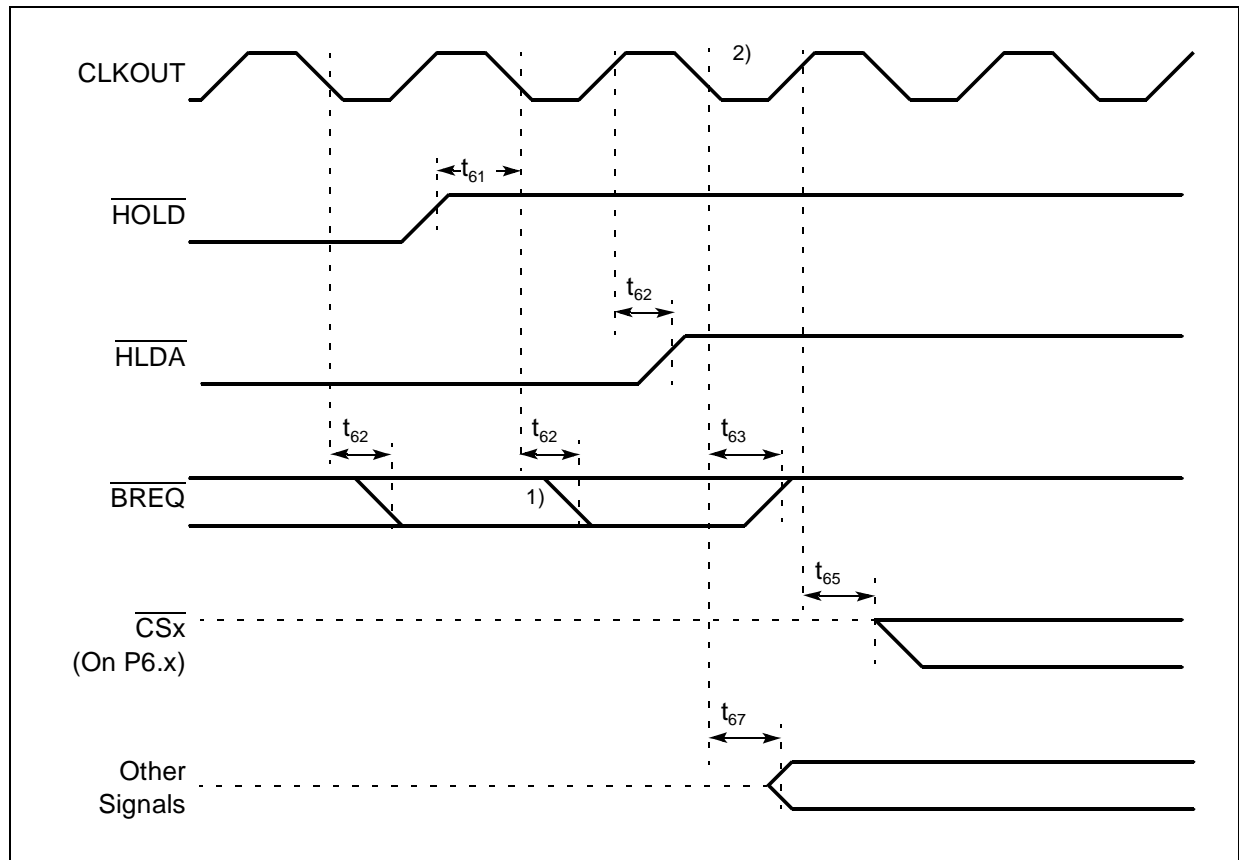 CLKOUT
2)
t61
HOLD
t62
HLDA
t62
t62
t63
BREQ
1)
t65
CSx
(On P6.x)
t67
Other
Signals